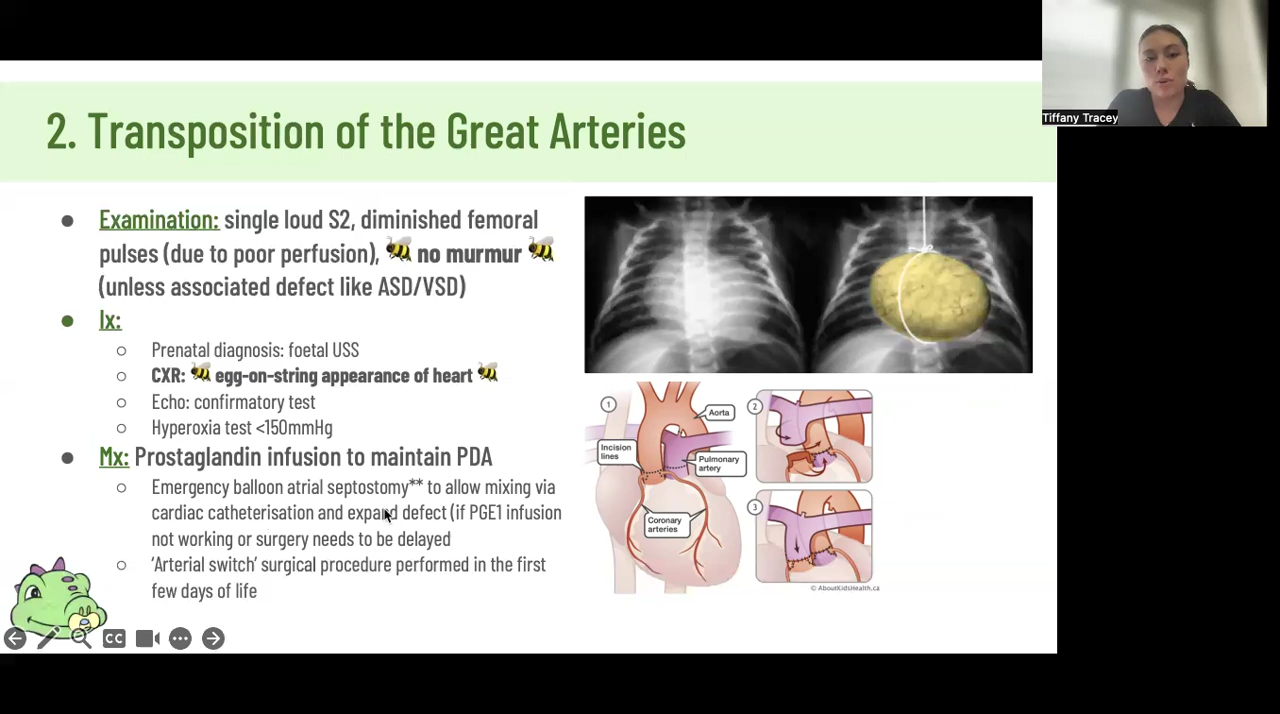 Tiffany Tracey
2. Transposition of the Great Arteries
Examination: single loud S2, diminished femoral
pulses (due to poor perfusion), no murmur
(unless associated defect like ASD/VSD)
Ix:
Prenatal diagnosis: foetal USS
CXR: egg-on-string appearance of heart
Echo: confirmatory test
Hyperoxia test <150mmHg
Mx: Prostaglandin infusion to maintain PDA
Emergency balloon atrial septostomy** to allow mixing via
cardiac catheterisation and expand defect (if PGE1 infusion
not working or surgery needs to be delayed
'Arterial switch' surgical procedure performed in the first
few days of life
1
Aorta
Incision
lines
Pulmonary
artery
Coronary
arteries
2
3
© AboutKidsHealth.ca
CC